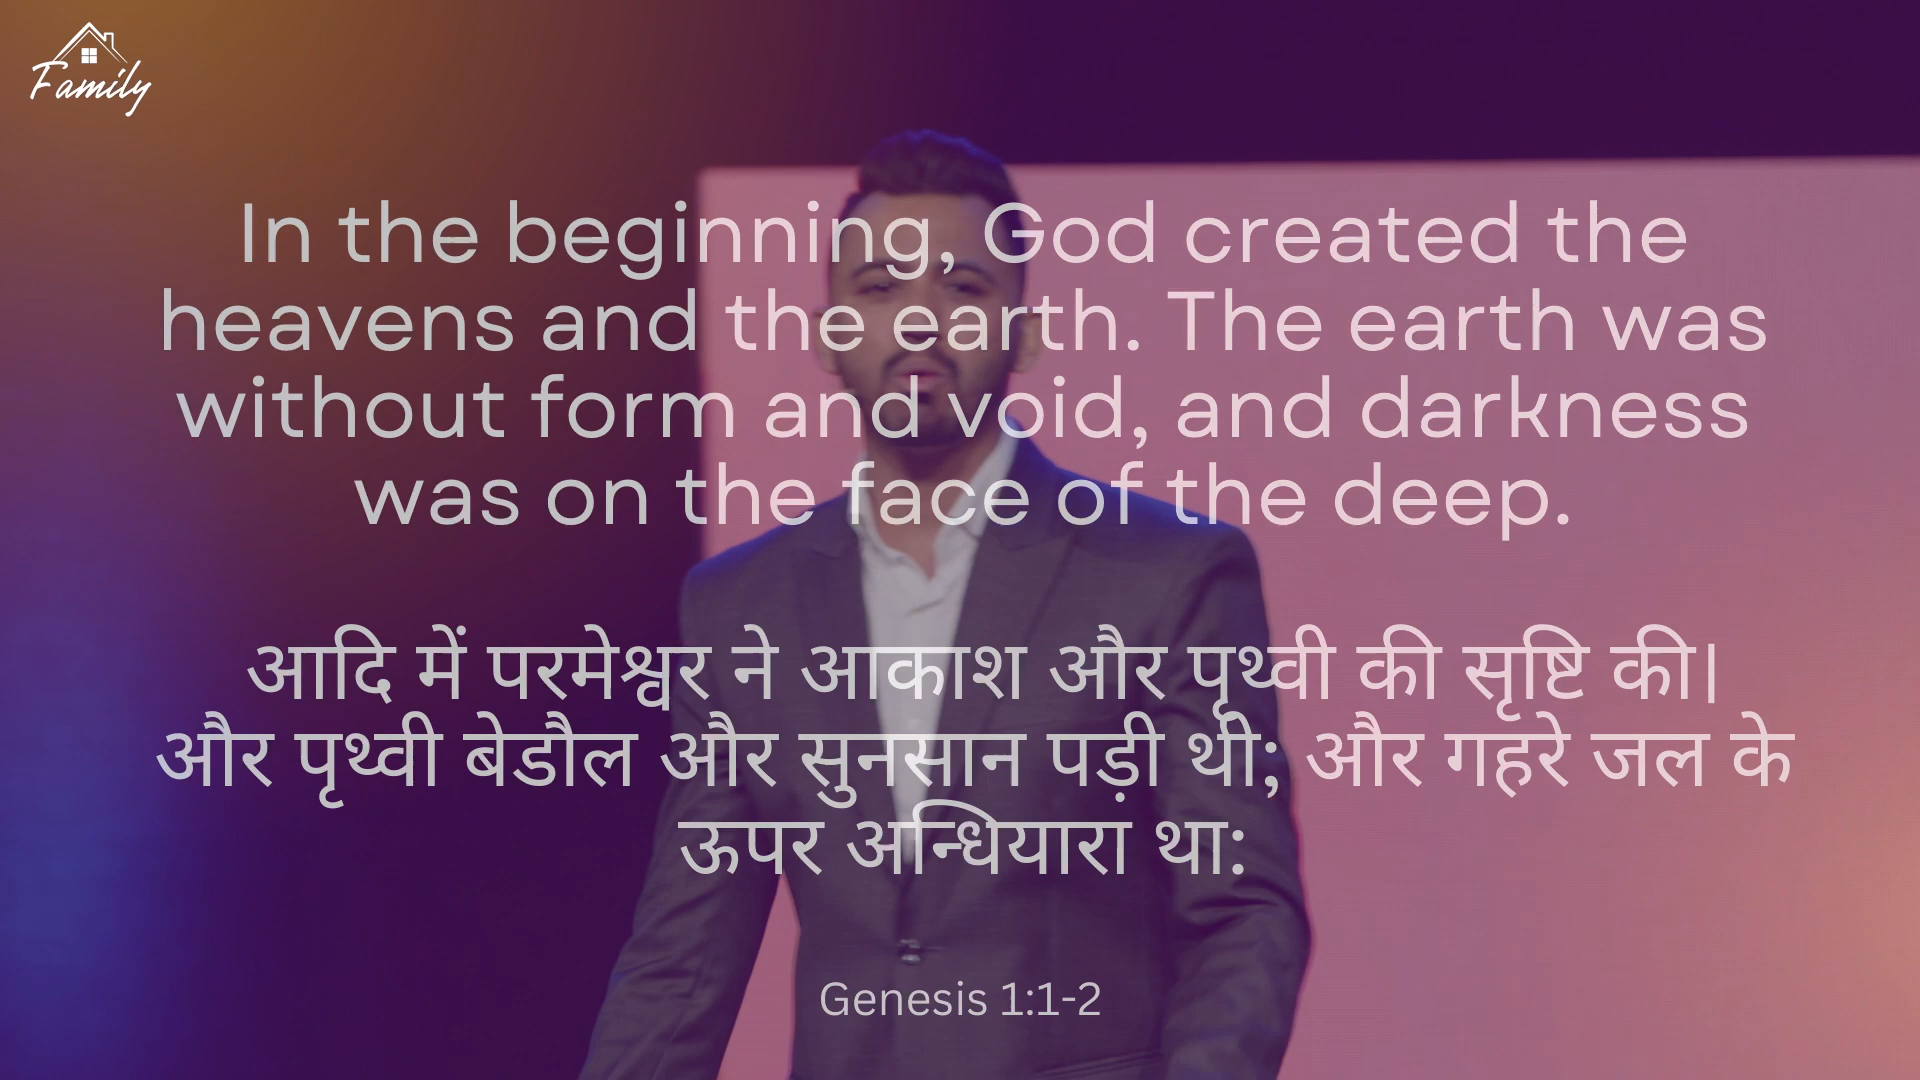 Family
In the beginning, God created the
heavens and the earth. The earth was
without form and void, and darkness
was on the face of the deep.
आदि में परमेश्वर ने आकाश और पृथ्वी की सृष्टि की|
और पृथ्वी बेडौल और सुनसान पड़ी थी; और गहरे जल के
ऊपर अन्धियारा था:
Genesis 1:1-2